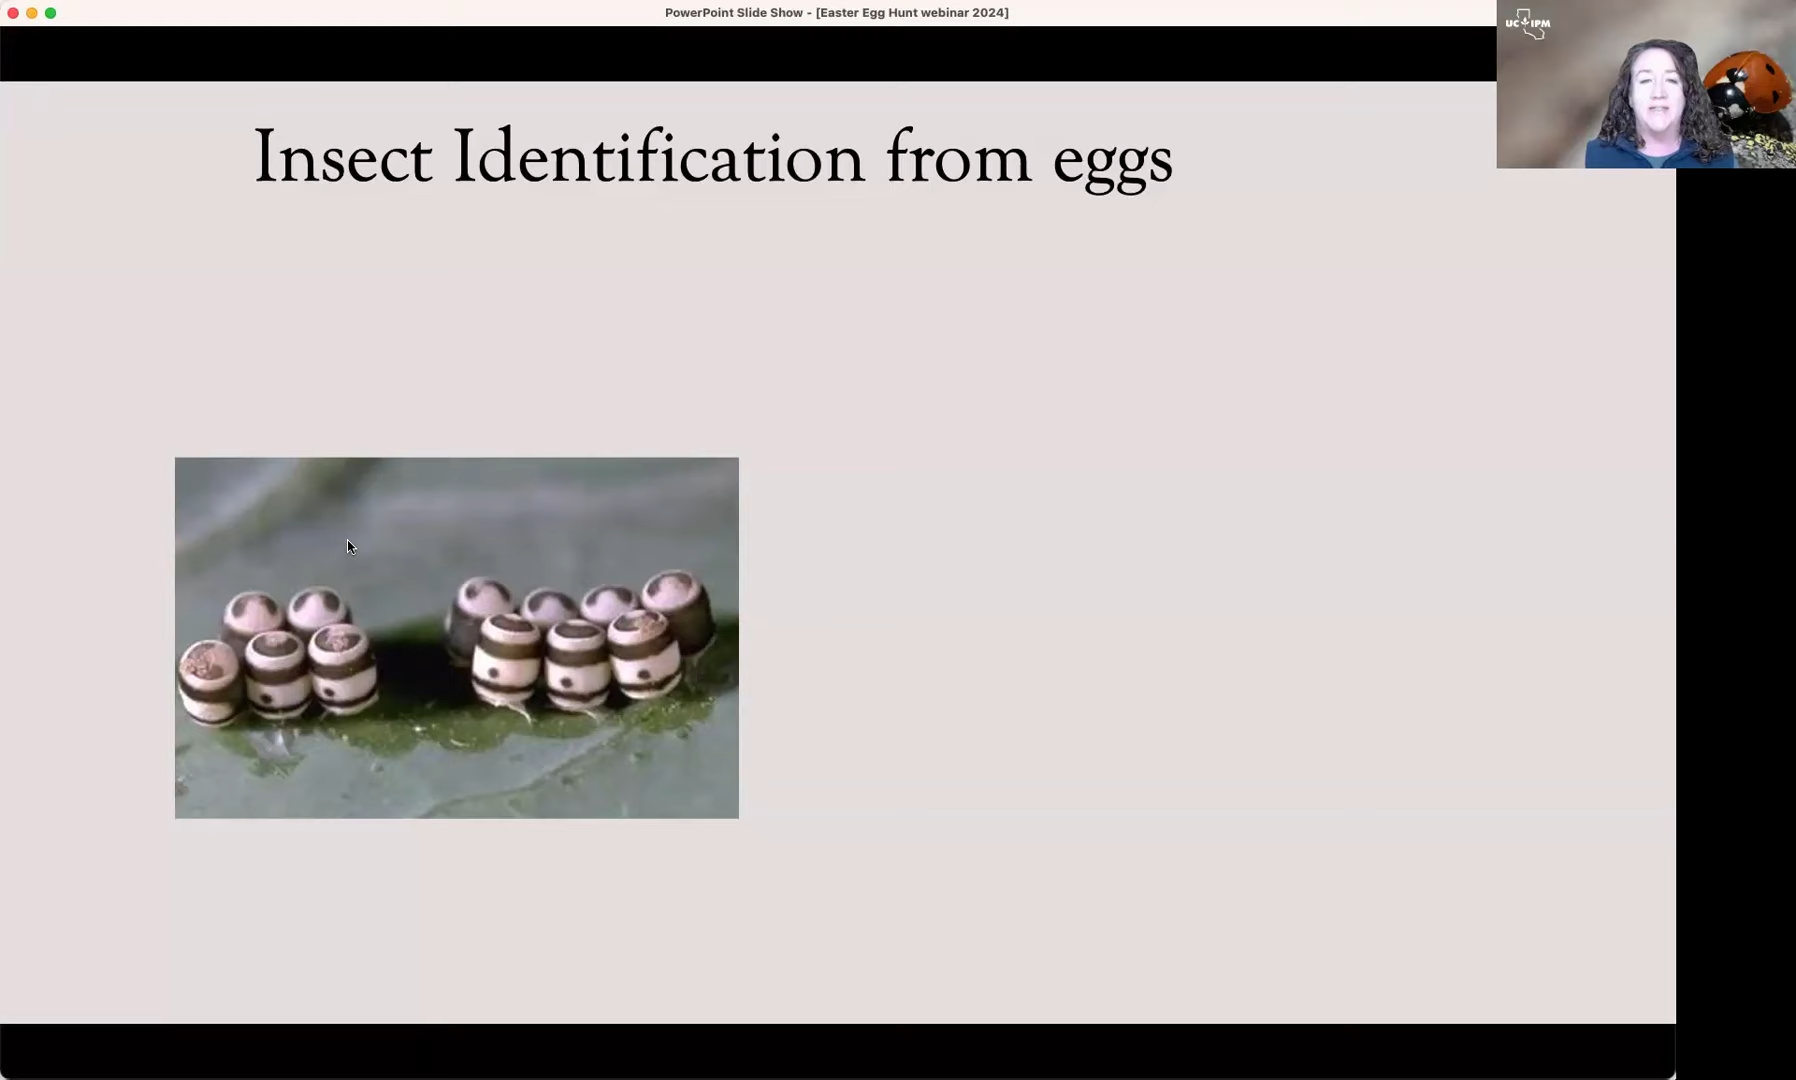 PowerPoint Slide Show - [Easter Egg Hunt webinar 2024]
UC IPM
Insect Identification from eggs